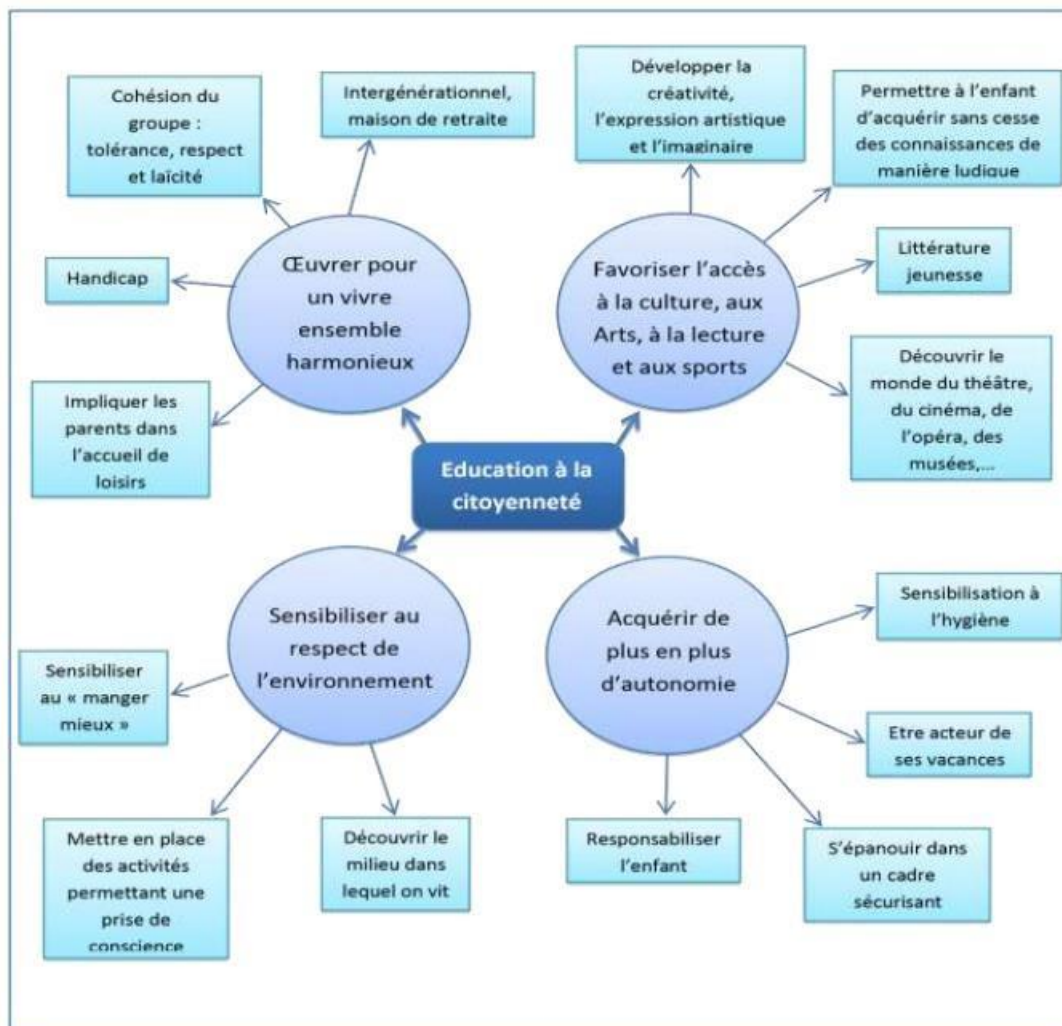 Cohésion du
groupe :
tolérance, respect
et laïcité
Intergénérationnel,
maison de retraite
Handicap
Impliquer les
parents dans
l'accueil de
loisirs
Œuvrer pour
un vivre
ensemble
harmonieux
Développer la
créativité,
l'expression artistique
et l'imaginaire
Permettre à l'enfant
d'acquérir sans cesse
des connaissances de
manière ludique
Littérature
jeunesse
Découvrir le
monde du théâtre,
du cinéma, de
l'opéra, des
musées,...
Favoriser l'accès
à la culture, aux
Arts, à la lecture
et aux sports
Education à la
citoyenneté
Sensibiliser au
respect de
l'environnement
Sensibiliser
au « manger
mieux »
Mettre en place
des activités
permettant une
prise de
conscience
Découvrir le
milieu dans
lequel on vit
Acquérir de
plus en plus
d'autonomie
Sensibilisation à
l'hygiène
Etre acteur de
ses vacances
Responsabiliser
l'enfant
S'épanouir dans
un cadre
sécurisant